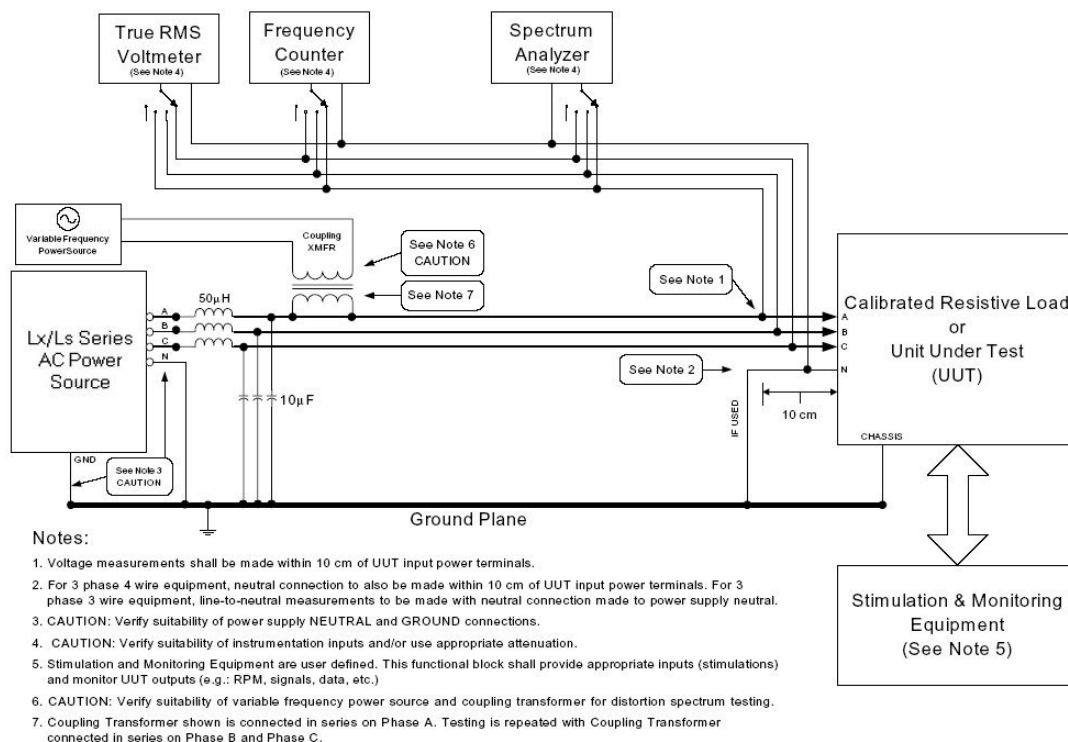 True RMS
Voltmeter
(See Note 4)
Frequency
Counter
(See Note 4)
Spectrum
Analyzer
(See Note 4)
Variable Frequency
PowerSource
Coupling
XMFR
See Note 6
CAUTION
See Note 7
See Note 1
50μH
A
B
C
N
Lx/Ls Series
AC Power
Source
10μF
See Note 2
A
B
C
N
Calibrated Resistive Load
or
Unit Under Test
(UUT)
10 cm
IF USED
CHASSIS
GND
See Note 3
CAUTION
Ground Plane
Stimulation & Monitoring
Equipment
(See Note 5)
Notes:
1. Voltage measurements shall be made within 10 cm of UUT input power terminals.
2. For 3 phase 4 wire equipment, neutral connection to also be made within 10 cm of UUT input power terminals. For 3
phase 3 wire equipment, line-to-neutral measurements to be made with neutral connection made to power supply neutral.
3. CAUTION: Verify suitability of power supply NEUTRAL and GROUND connections.
4. CAUTION: Verify suitability of instrumentation inputs and/or use appropriate attenuation.
5. Stimulation and Monitoring Equipment are user defined. This functional block shall provide appropriate inputs (stimulations)
and monitor UUT outputs (e.g.: RPM, signals, data, etc.)
6. CAUTION: Verify suitability of variable frequency power source and coupling transformer for distortion spectrum testing.
7. Coupling Transformer shown is connected in series on Phase A. Testing is repeated with Coupling Transformer
connected in series on Phase B and Phase C.